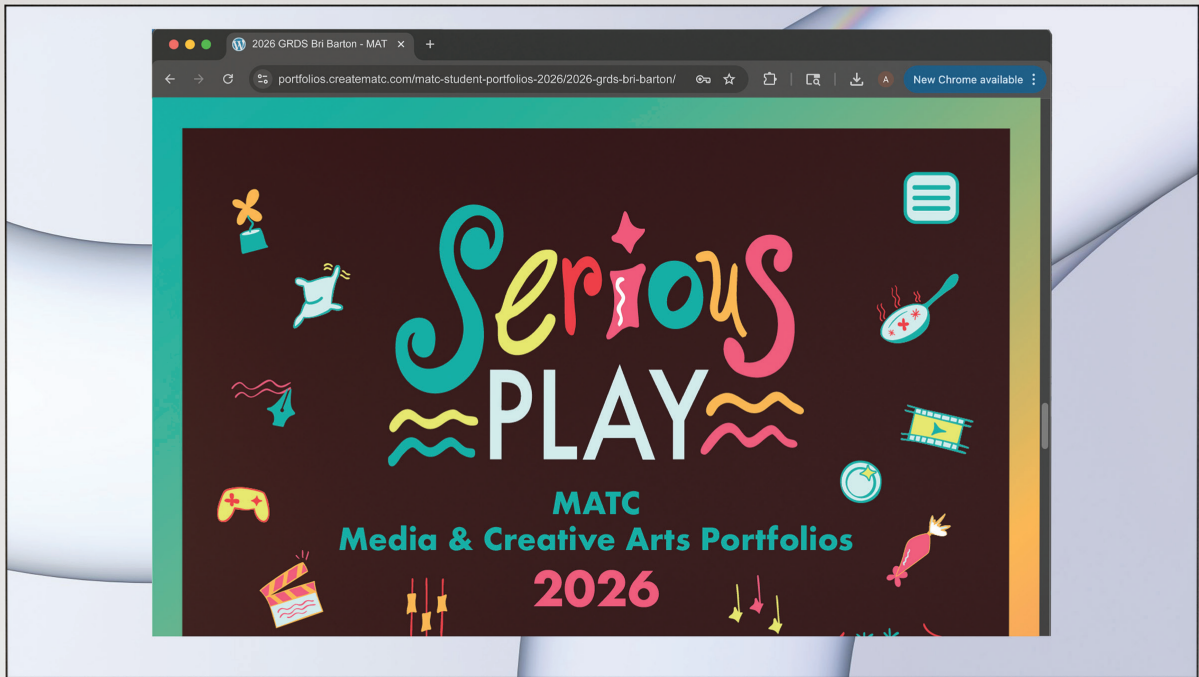 2026 GRDS Bri Barton - MAT
portfolios.creatematc.com/matc-student-portfolios-2026/2026-grds-bri-barton/
A
New Chrome available
Serious
PLAY
MATC
Media & Creative Arts Portfolios
2026